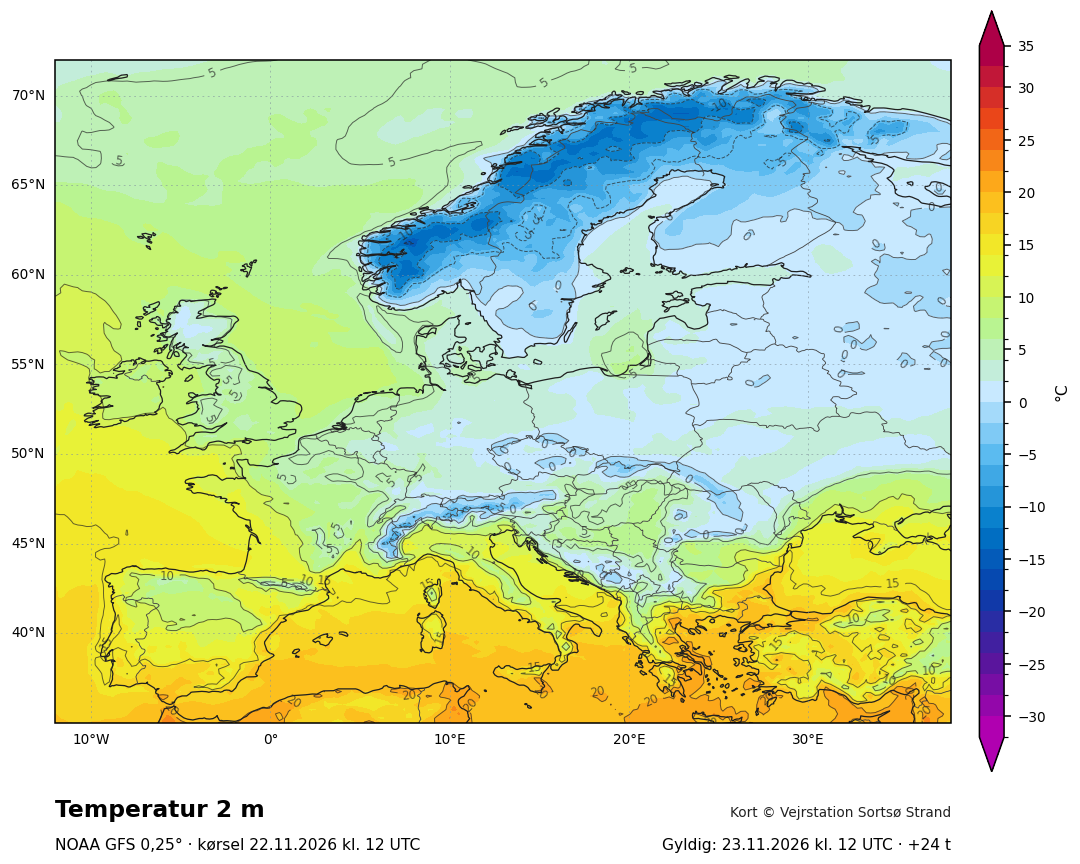 35
30
25
20
15
10
5
0
−5
−10
−15
−20
−25
−30
°C
70°N
65°N
60°N
55°N
50°N
45°N
40°N
10°W
0°
10°E
20°E
30°E
Temperatur 2 m
Kort © Vejrstation Sortsø Strand
NOAA GFS 0,25° · kørsel 22.11.2026 kl. 12 UTC
Gyldig: 23.11.2026 kl. 12 UTC · +24 t